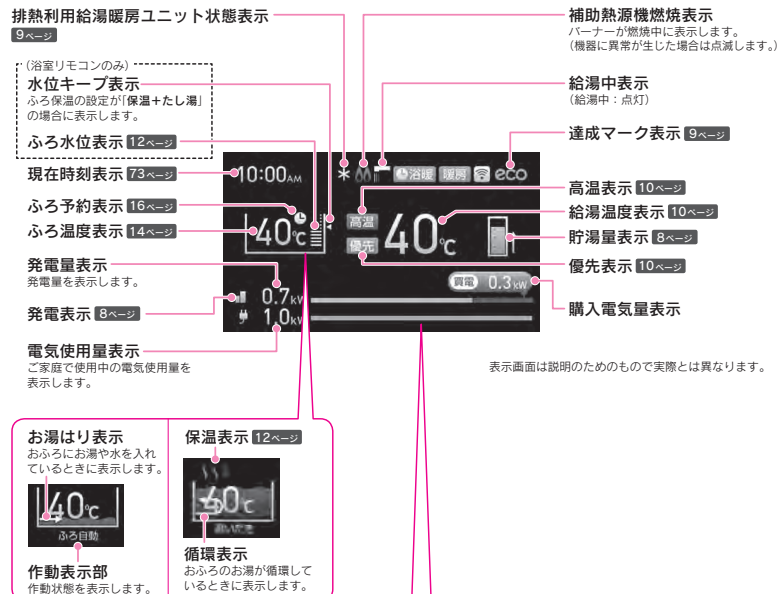 排熱利用給湯暖房ユニット状態表示
9ページ
(浴室リモコンのみ)
水位キープ表示
ふろ保温の設定が「保温+たし湯」
の場合に表示します。
ふろ水位表示 12ページ
現在時刻表示 73ページ
ふろ予約表示 16ページ
ふろ温度表示 14ページ
発電量表示
発電量を表示します。
発電表示 8ページ
電気使用量表示
ご家庭で使用中の電気使用量を
表示します。
10:00AM
浴暖 暖房 eco
40℃
高温
優先
40℃
買電 0.3kW
0.7kW
1.0kW
補助熱源機燃焼表示
バーナーが燃焼中に表示します。
(機器に異常が生じた場合は点滅します。)
給湯中表示
(給湯中:点灯)
達成マーク表示 9ページ
高温表示 10ページ
給湯温度表示 10ページ
貯湯量表示 8ページ
優先表示 10ページ
購入電気量表示
表示画面は説明のためのもので実際とは異なります。
お湯はり表示
おふろにお湯や水を入れ
ているときに表示します。
40℃
ふろ自動
作動表示部
作動状態を表示します。
保温表示 12ページ
40℃
おいだき
循環表示
おふろのお湯が循環して
いるときに表示します。